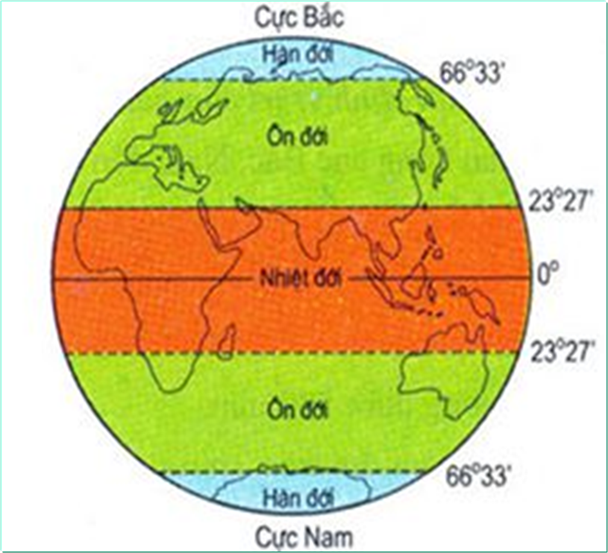 Cực Bắc
Hàn đới
66°33'
Ôn đới
23°27'
Nhiệt đới
0°
23°27'
Ôn đới
66°33'
Hàn đới
Cực Nam